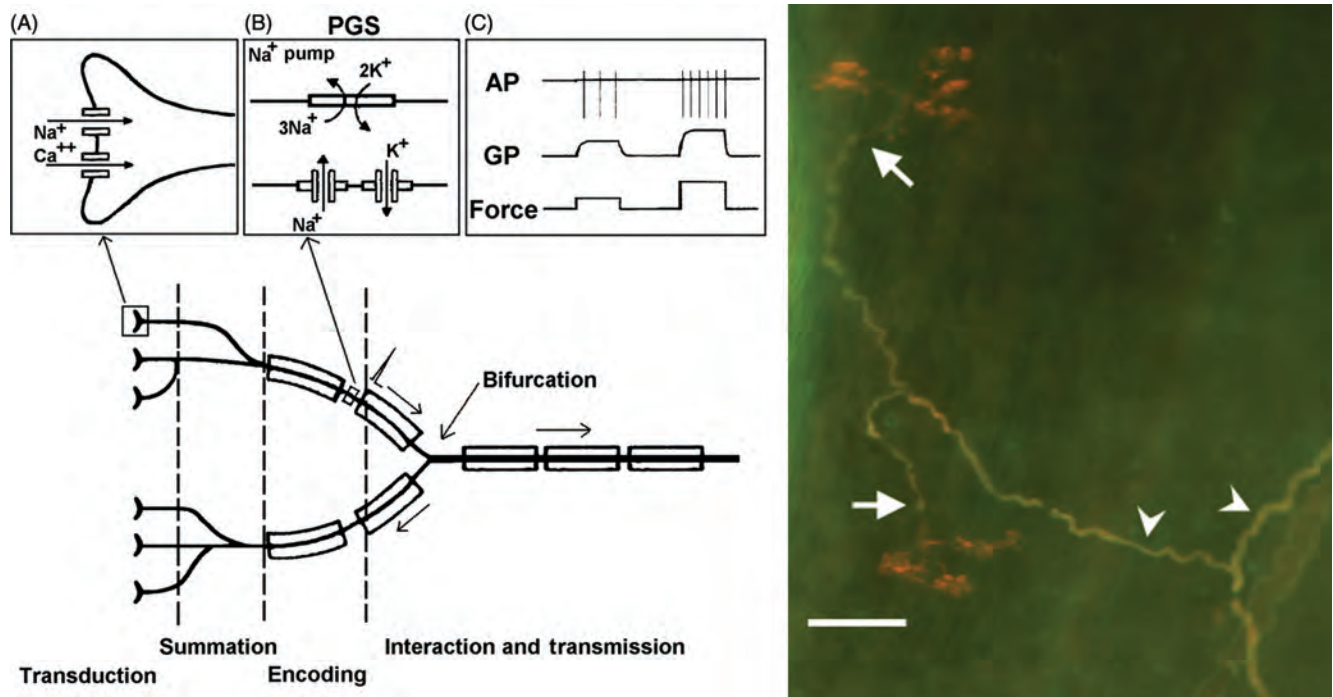 (A)
(B)
PGS
(C)
Na+
Ca++
Na+ pump
2K+
3Na+
K+
Na+
AP
GP
Force
Bifurcation
Transduction
Summation
Encoding
Interaction and transmission